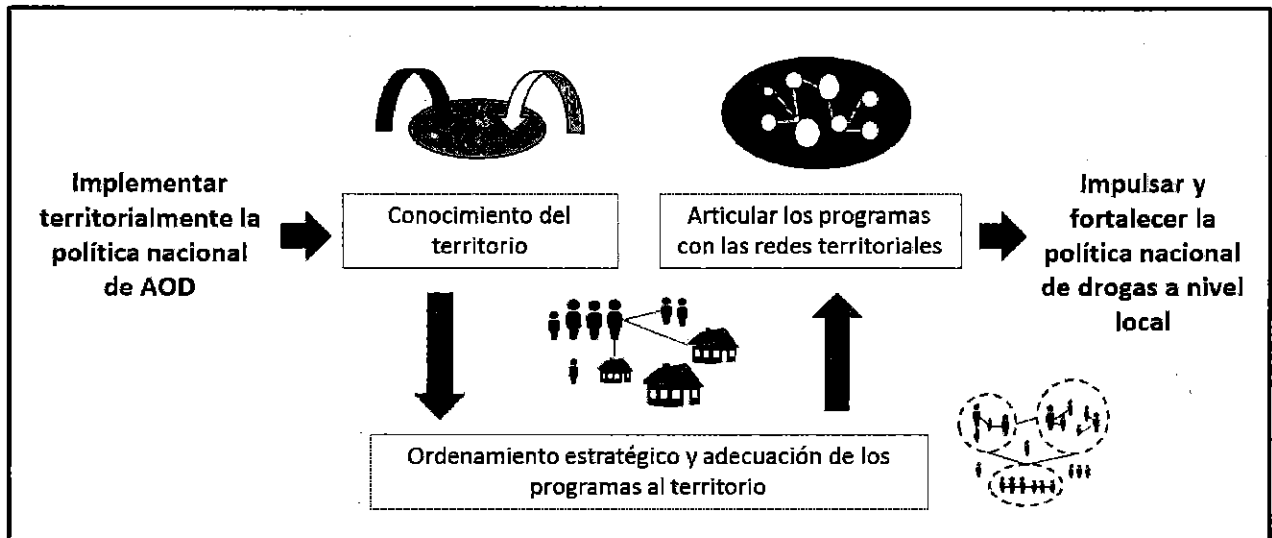 Implementar
territorialmente la
política nacional
de AOD
Conocimiento del
territorio
Articular los programas
con las redes territoriales
Impulsar y
fortalecer la
política nacional
de drogas a nivel
local
Ordenamiento estratégico y adecuación de los
programas al territorio